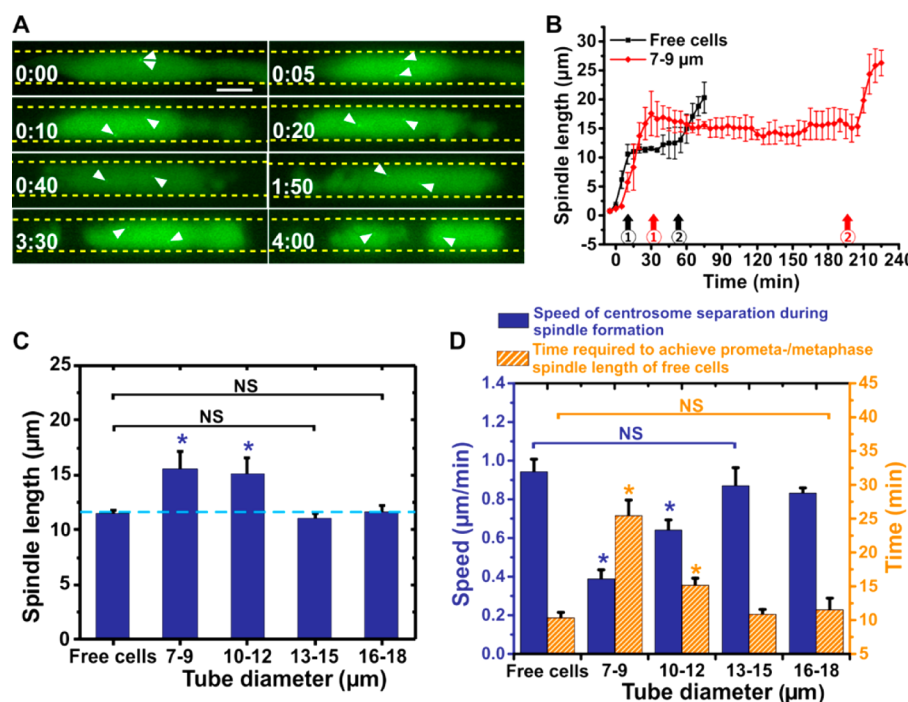 A
0:00
0:05
0:10
0:20
0:40
1:50
3:30
4:00
B
Free cells
7-9 µm
Spindle length (µm)
30
25
20
15
10
5
0
-5
1
1
2
2
0 30 60 90 120 150 180 210 240
Time (min)
C
Spindle length (µm)
25
20
15
10
5
0
NS
NS
*
*
Free cells 7-9 10-12 13-15 16-18
Tube diameter (µm)
Speed of centrosome separation during
spindle formation
Time required to achieve prometa-/metaphase
spindle length of free cells
D
Speed (µm/min)
1.4
1.2
1.0
0.8
0.6
0.4
0.2
0.0
NS
NS
*
*
*
*
45
40
35
30
25
20
15
10
5
Time (min)
Free cells 7-9 10-12 13-15 16-18
Tube diameter (µm)